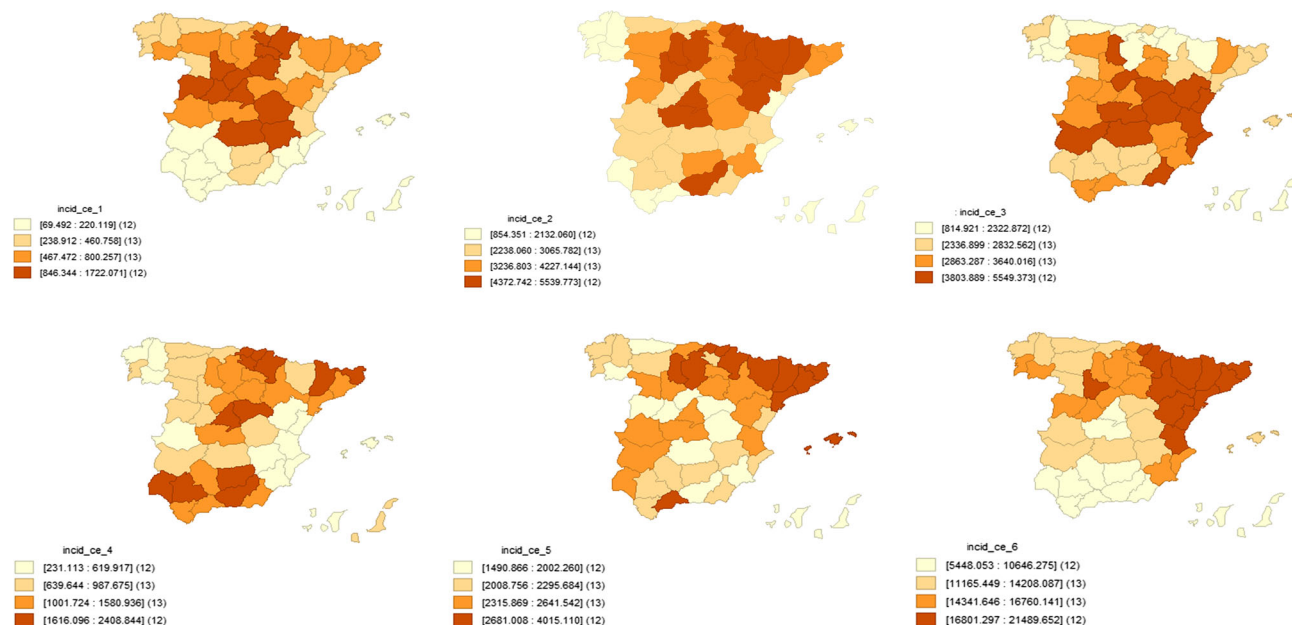 incid_ce_1
[69.492 : 220.119] (12)
[238.912 : 460.758] (13)
[467.472 : 800.257] (13)
[846.344 : 1722.071] (12)
incid_ce_2
[854.351 : 2132.060] (12)
[2238.060 : 3065.782] (13)
[3236.803 : 4227.144] (13)
[4372.742 : 5539.773] (12)
: incid_ce_3
[814.921 : 2322.872] (12)
[2336.899 : 2832.562] (13)
[2863.287 : 3640.016] (13)
[3803.889 : 5549.373] (12)
incid_ce_4
[231.113 : 619.917] (12)
[639.644 : 987.675] (13)
[1001.724 : 1580.936] (13)
[1616.096 : 2408.844] (12)
incid_ce_5
[1490.866 : 2002.260] (12)
[2008.756 : 2295.684] (13)
[2315.869 : 2641.542] (13)
[2681.008 : 4015.110] (12)
incid_ce_6
[5448.053 : 10646.275] (12)
[11165.449 : 14208.087] (13)
[14341.646 : 16760.141] (13)
[16801.297 : 21489.652] (12)